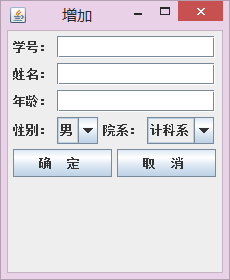 增加
学号：
姓名：
年龄：
性别： 男 院系： 计科系
确 定 取 消